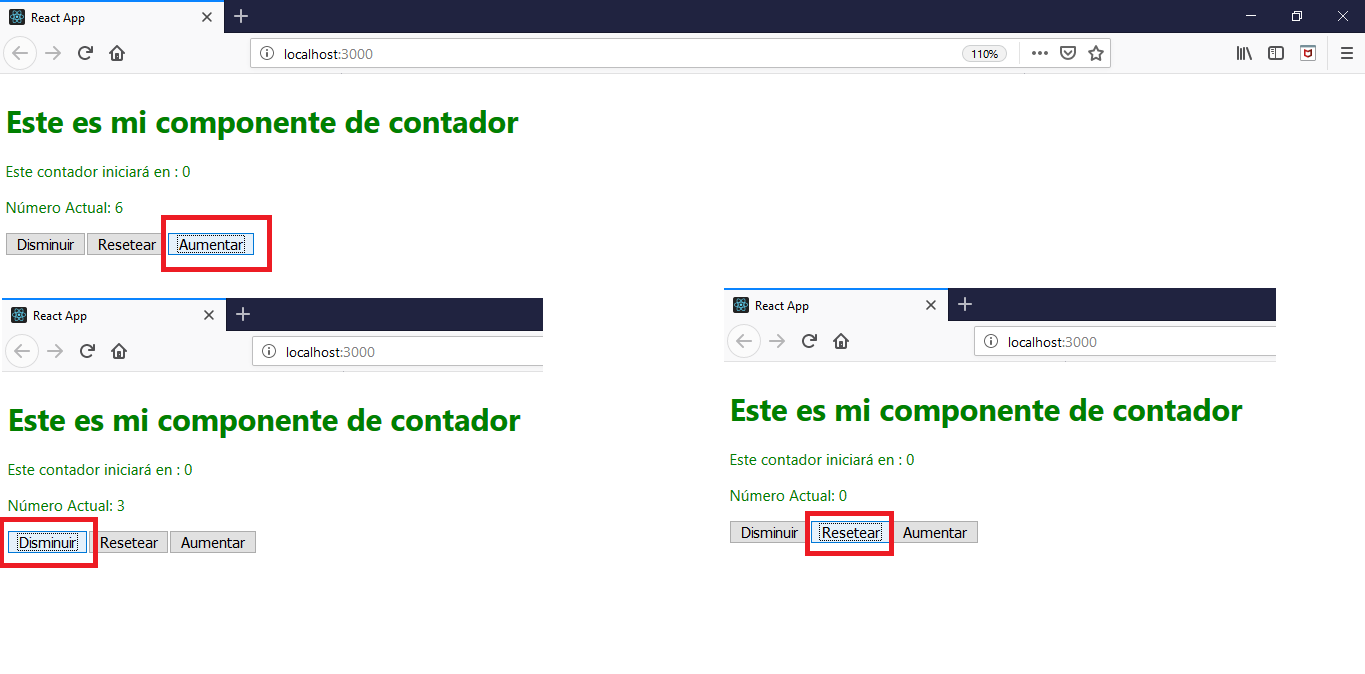 React App
localhost:3000
110%
Este es mi componente de contador
Este contador iniciará en : 0
Número Actual: 6
Disminuir Resetear Aumentar
React App
localhost:3000
Este es mi componente de contador
Este contador iniciará en : 0
Número Actual: 3
Disminuir Resetear Aumentar
React App
localhost:3000
Este es mi componente de contador
Este contador iniciará en : 0
Número Actual: 0
Disminuir Resetear Aumentar